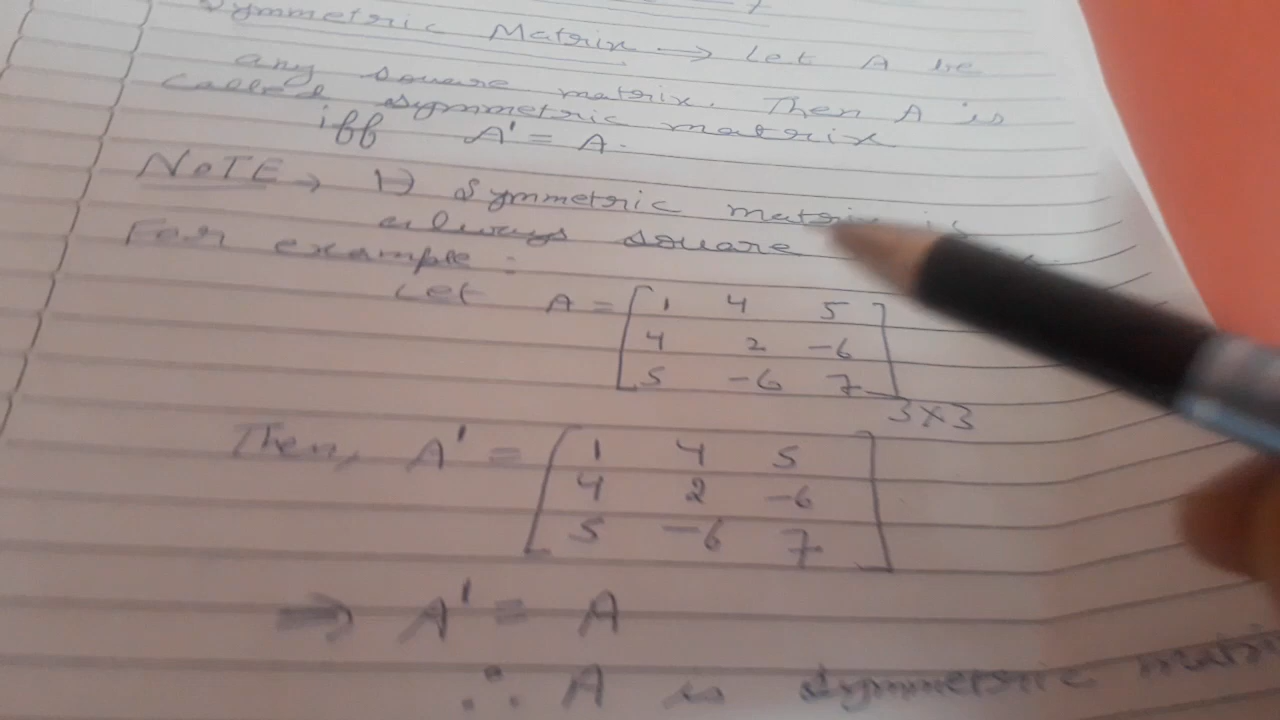 Symmetric Matrix → Let A be
any square matrix. Then A is
called symmetric matrix
iff A' = A.
NOTE → 1) Symmetric matrix is
always square
For example :
Let A = [ 1 4 5
4 2 -6
5 -6 7 ] 3×3
Then, A' = [ 1 4 5
4 2 -6
5 -6 7 ]
⇒ A' = A
∴ A is symmetric matri